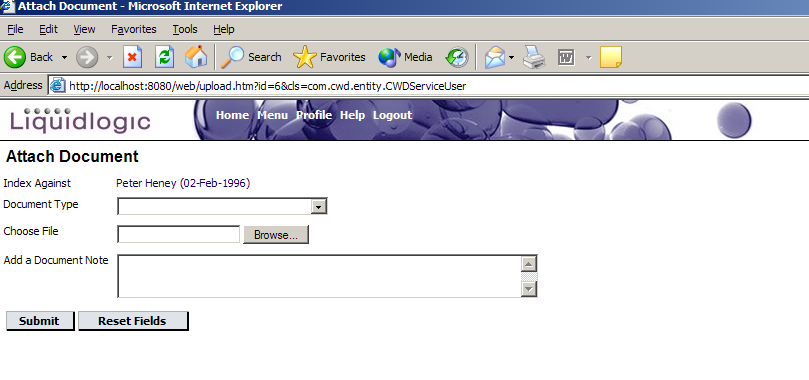 Attach Document - Microsoft Internet Explorer
File Edit View Favorites Tools Help
Back Search Favorites Media
Address http://localhost:8080/web/upload.htm?id=6&cls=com.cwd.entity.CWDServiceUser
Liquidlogic Home Menu Profile Help Logout
Attach Document
Index Against Peter Heney (02-Feb-1996)
Document Type
Choose File Browse...
Add a Document Note
Submit Reset Fields